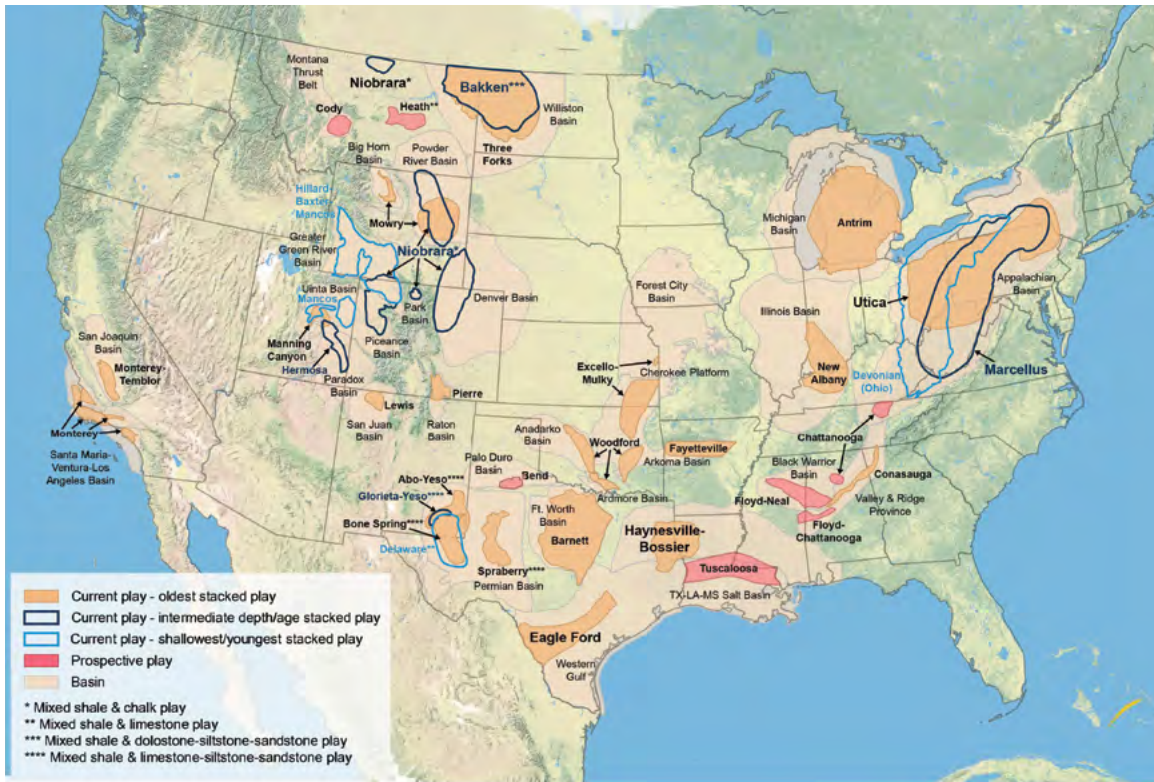 Montana
Thrust
Belt
Niobrara*
Bakken***
Cody
Heath**
Williston
Basin
Big Horn
Basin
Powder
River Basin
Three
Forks
Hillard-
Baxter-
Mancos
Mowry
Greater
Green River
Basin
Niobrara*
Michigan
Basin
Antrim
Uinta Basin
Mancos
Park
Basin
Denver Basin
Forest City
Basin
Illinois Basin
Utica
Appalachian
Basin
San Joaquin
Basin
Monterey-
Temblor
Manning
Canyon
Hermosa
Piceance
Basin
Paradox
Basin
Excello-
Mulky
Cherokee Platform
New
Albany
Devonian
(Ohio)
Marcellus
Pierre
Lewis
San Juan
Basin
Raton
Basin
Monterey
Santa Maria-
Ventura-Los
Angeles Basin
Anadarko
Basin
Woodford
Fayetteville
Arkoma Basin
Chattanooga
Palo Duro
Basin
Bend
Ardmore Basin
Black Warrior
Basin
Conasauga
Abo-Yeso****
Glorieta-Yeso****
Bone Spring****
Delaware**
Floyd-Neal
Valley & Ridge
Province
Floyd-
Chattanooga
Ft. Worth
Basin
Barnett
Haynesville-
Bossier
Spraberry****
Permian Basin
Tuscaloosa
TX-LA-MS Salt Basin
Eagle Ford
Western
Gulf
Current play - oldest stacked play
Current play - intermediate depth/age stacked play
Current play - shallowest/youngest stacked play
Prospective play
Basin
* Mixed shale & chalk play
** Mixed shale & limestone play
*** Mixed shale & dolostone-siltstone-sandstone play
**** Mixed shale & limestone-siltstone-sandstone play